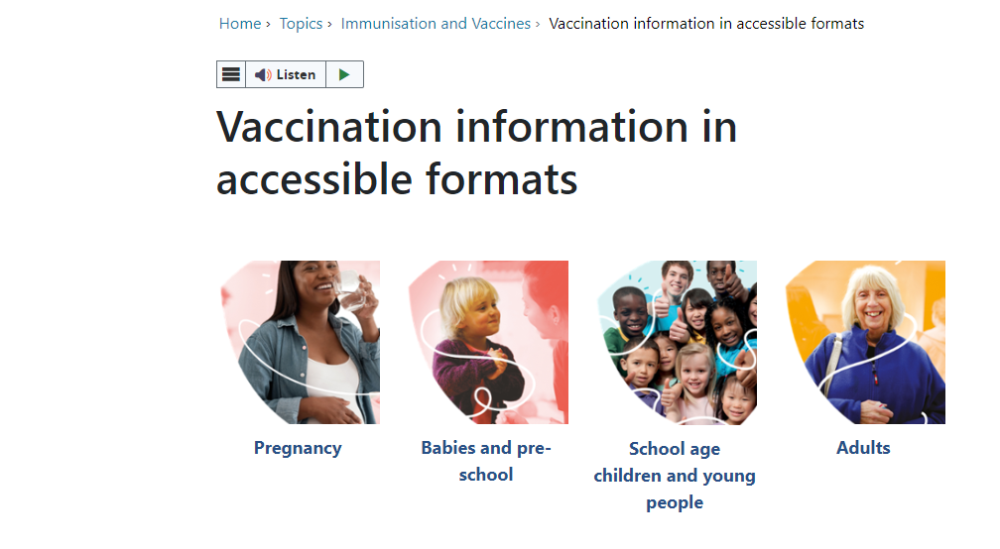 Home › Topics › Immunisation and Vaccines › Vaccination information in accessible formats
Listen
Vaccination information in
accessible formats
Pregnancy
Babies and pre-
school
School age
children and young
people
Adults